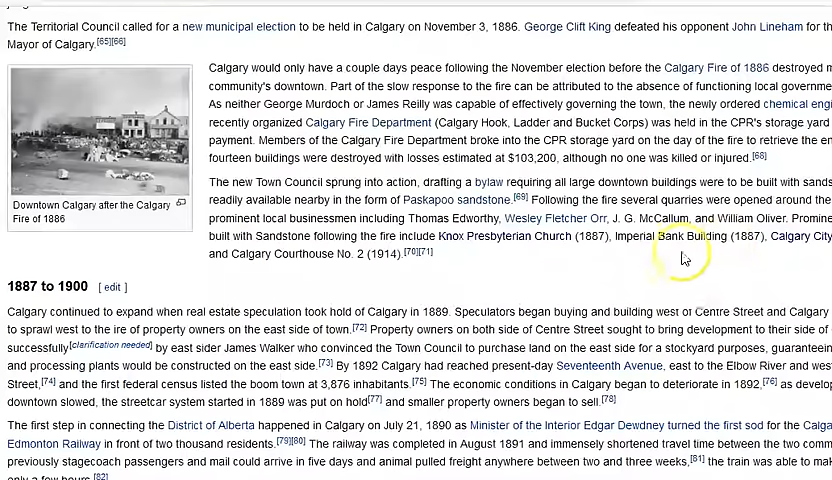 The Territorial Council called for a new municipal election to be held in Calgary on November 3, 1886. George Clift King defeated his opponent John Lineham for
Mayor of Calgary.[65][66]
Calgary would only have a couple days peace following the November election before the Calgary Fire of 1886 destroyed
community's downtown. Part of the slow response to the fire can be attributed to the absence of functioning local
As neither George Murdoch or James Reilly was capable of effectively governing the town, the newly ordered
recently organized Calgary Fire Department (Calgary Hook, Ladder and Bucket Corps) was held in the CPR's storage yard
payment. Members of the Calgary Fire Department broke into the CPR storage yard on the day of the fire to retrieve the
fourteen buildings were destroyed with losses estimated at $103,200, although no one was killed or injured.[68]
Downtown Calgary after the Calgary
Fire of 1886
The new Town Council sprung into action, drafting a bylaw requiring all large downtown buildings were to be built with
readily available nearby in the form of Paskapoo sandstone.[69] Following the fire several quarries were opened around the
prominent local businessmen including Thomas Edworthy, Wesley Fletcher Orr, J. G. McCallum, and William Oliver.
built with Sandstone following the fire include Knox Presbyterian Church (1887), Imperial Bank Building (1887), Calgary City
and Calgary Courthouse No. 2 (1914).[70][71]
1887 to 1900 [ edit ]
Calgary continued to expand when real estate speculation took hold of Calgary in 1889. Speculators began buying and building west of Centre Street and Calgary
to sprawl west to the ire of property owners on the east side of town.[72] Property owners on both side of Centre Street sought to bring development to their side of
successfully[clarification needed] by east sider James Walker who convinced the Town Council to purchase land on the east side for a stockyard purposes,
and processing plants would be constructed on the east side.[73] By 1892 Calgary had reached present-day Seventeenth Avenue, east to the Elbow River and
Street,[74] and the first federal census listed the boom town at 3,876 inhabitants.[75] The economic conditions in Calgary began to deteriorate in 1892,[76] as
downtown slowed, the streetcar system started in 1889 was put on hold[77] and smaller property owners began to sell.[78]
The first step in connecting the District of Alberta happened in Calgary on July 21, 1890 as Minister of the Interior Edgar Dewdney turned the first sod for the
Edmonton Railway in front of two thousand residents.[79][80] The railway was completed in August 1891 and immensely shortened travel time between the two
previously stagecoach passengers and mail could arrive in five days and animal pulled freight anywhere between two and three weeks,[81] the train was able to
only a few hours.[82]